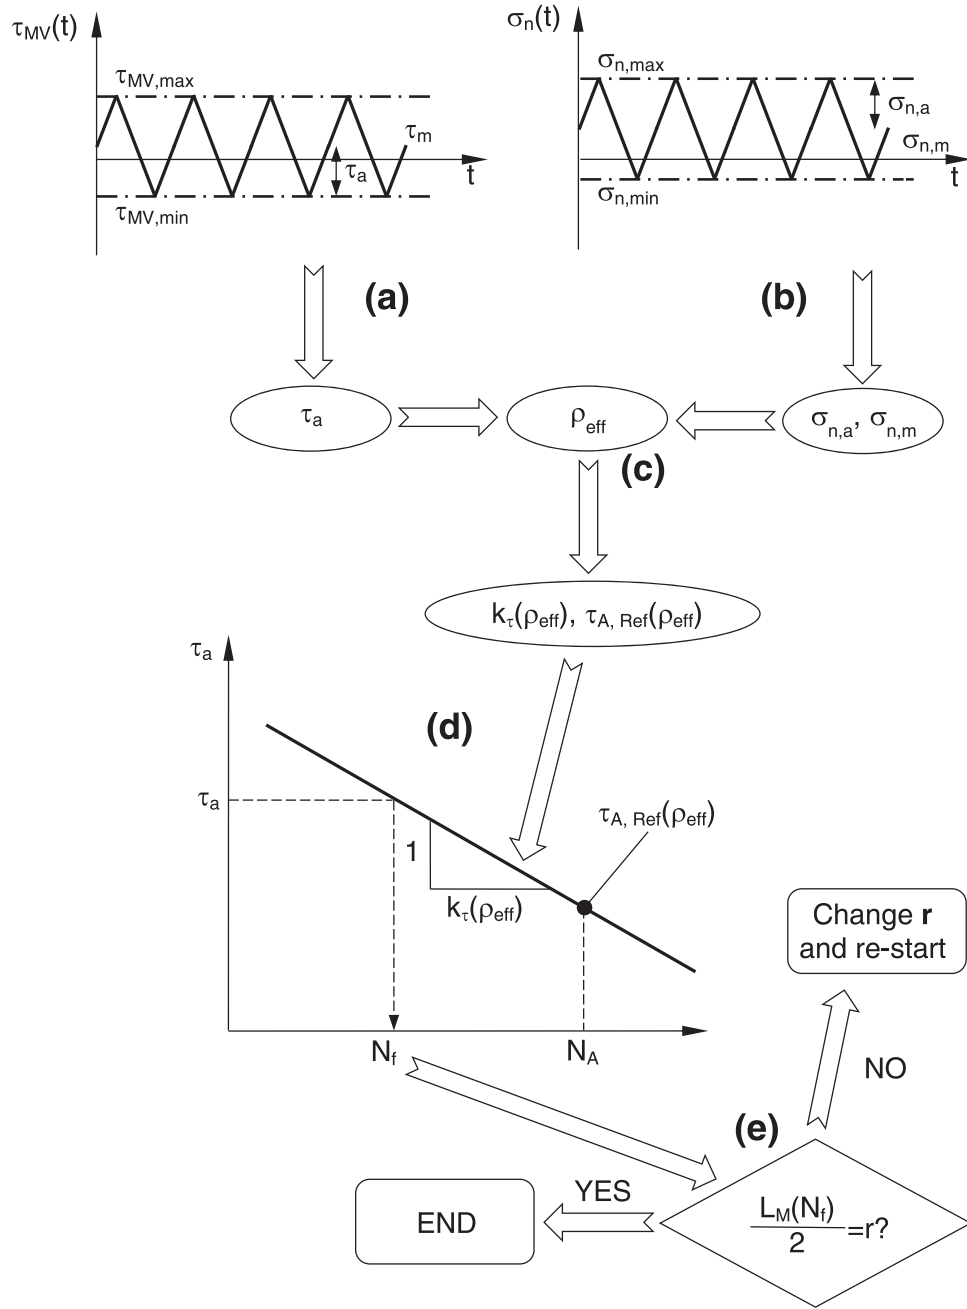 τMV(t)
τMV,max
τm
τa
t
τMV,min
σn(t)
σn,max
σn,a
σn,m
t
σn,min
(a)
(b)
τa
ρeff
σn,a, σn,m
(c)
kτ(ρeff), τA, Ref(ρeff)
τa
(d)
τa
τA, Ref(ρeff)
1
kτ(ρeff)
Change r
and re-start
Nf
NA
NO
(e)
YES
END
LM(Nf)
2
=r?